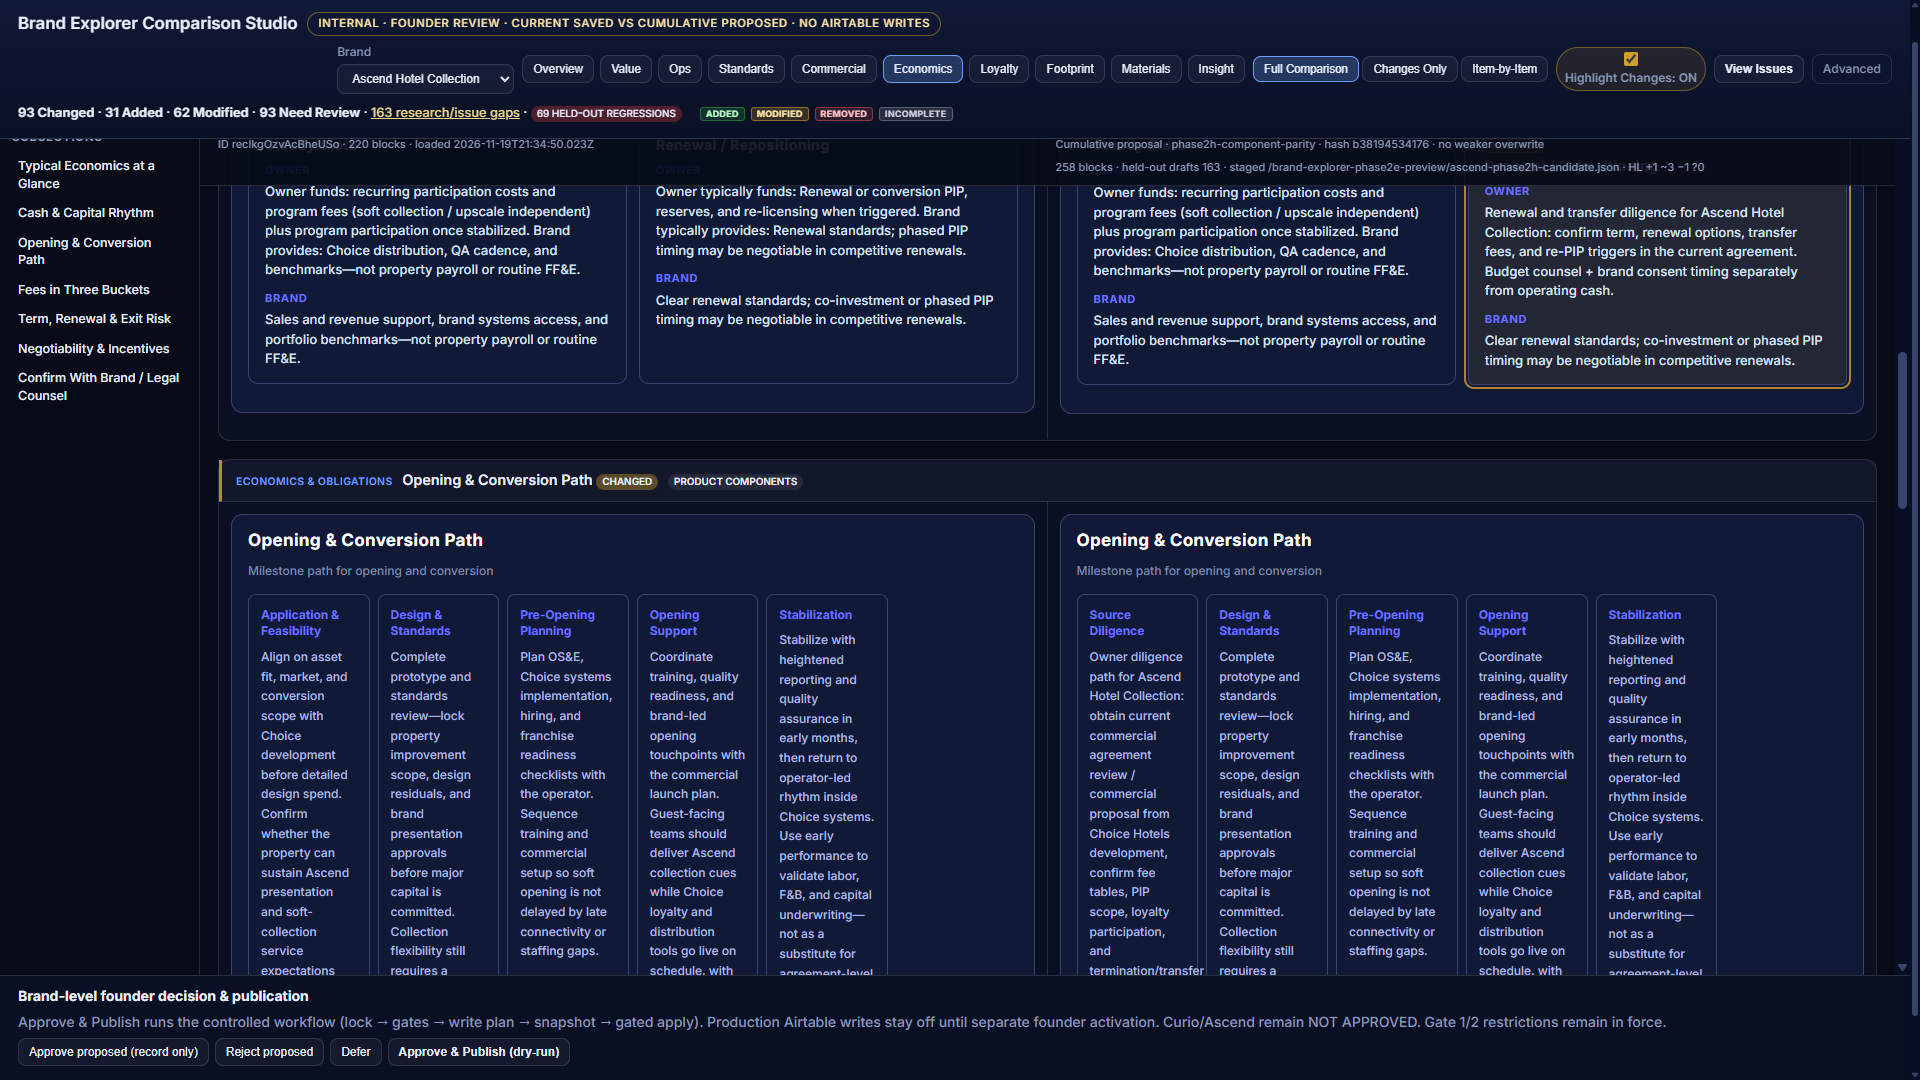 Brand Explorer Comparison Studio
INTERNAL · FOUNDER REVIEW · CURRENT SAVED VS CUMULATIVE PROPOSED · NO AIRTABLE WRITES
Brand
Ascend Hotel Collection
Overview
Value
Ops
Standards
Commercial
Economics
Loyalty
Footprint
Materials
Insight
Full Comparison
Changes Only
Item-by-Item
Highlight Changes: ON
View Issues
Advanced
93 Changed · 31 Added · 62 Modified · 93 Need Review · 163 research/issue gaps ·
69 HELD-OUT REGRESSIONS
ADDED
MODIFIED
REMOVED
INCOMPLETE
Typical Economics at a
Glance
Cash & Capital Rhythm
Opening & Conversion
Path
Fees in Three Buckets
Term, Renewal & Exit Risk
Negotiability & Incentives
Confirm With Brand / Legal
Counsel
220 blocks · loaded 2026-11-19T21:34:50.023Z
Renewal / Repositioning
OWNER
Owner funds: recurring participation costs and
program fees (soft collection / upscale independent)
plus program participation once stabilized. Brand
provides: Choice distribution, QA cadence, and
benchmarks—not property payroll or routine FF&E.
BRAND
Sales and revenue support, brand systems access, and
portfolio benchmarks—not property payroll or routine
FF&E.
OWNER
Owner typically funds: Renewal or conversion PIP,
reserves, and re-licensing when triggered. Brand
typically provides: Renewal standards; phased PIP
timing may be negotiable in competitive renewals.
BRAND
Clear renewal standards; co-investment or phased PIP
timing may be negotiable in competitive renewals.
Cumulative proposal · phase2h-component-parity · hash b38194534176 · no weaker overwrite
258 blocks · held-out drafts 163 · staged /brand-explorer-phase2e-preview/ascend-phase2h-candidate.json · HL +1 ~3 −1 ?0
OWNER
Owner funds: recurring participation costs and
program fees (soft collection / upscale independent)
plus program participation once stabilized. Brand
provides: Choice distribution, QA cadence, and
benchmarks—not property payroll or routine FF&E.
BRAND
Sales and revenue support, brand systems access, and
portfolio benchmarks—not property payroll or routine
FF&E.
OWNER
Renewal and transfer diligence for Ascend Hotel
Collection: confirm term, renewal options, transfer
fees, and re-PIP triggers in the current agreement.
Budget counsel + brand consent timing separately
from operating cash.
BRAND
Clear renewal standards; co-investment or phased PIP
timing may be negotiable in competitive renewals.
ECONOMICS & OBLIGATIONS
Opening & Conversion Path
CHANGED
PRODUCT COMPONENTS
Opening & Conversion Path
Milestone path for opening and conversion
Application &
Feasibility
Align on asset
fit, market, and
conversion
scope with
Choice
development
before detailed
design spend.
Confirm
whether the
property can
sustain Ascend
presentation
and soft-
collection
service
expectations
Design &
Standards
Complete
prototype and
standards
review—lock
property
improvement
scope, design
residuals, and
brand
presentation
approvals
before major
capital is
committed.
Collection
flexibility still
requires a
Pre-Opening
Planning
Plan OS&E,
Choice systems
implementation,
hiring, and
franchise
readiness
checklists with
the operator.
Sequence
training and
commercial
setup so soft
opening is not
delayed by late
connectivity or
staffing gaps.
Opening
Support
Coordinate
training, quality
readiness, and
brand-led
opening
touchpoints with
the commercial
launch plan.
Guest-facing
teams should
deliver Ascend
collection cues
while Choice
loyalty and
distribution
tools go live on
schedule, with
Stabilization
Stabilize with
heightened
reporting and
quality
assurance in
early months,
then return to
operator-led
rhythm inside
Choice systems.
Use early
performance to
validate labor,
F&B, and capital
underwriting—
not as a
substitute for
agreement-level
Opening & Conversion Path
Milestone path for opening and conversion
Source
Diligence
Owner diligence
path for Ascend
Hotel Collection:
obtain current
commercial
agreement
review /
commercial
proposal from
Choice Hotels
development,
confirm fee
tables, PIP
scope, loyalty
participation,
and
termination/transfer
Design &
Standards
Complete
prototype and
standards
review—lock
property
improvement
scope, design
residuals, and
brand
presentation
approvals
before major
capital is
committed.
Collection
flexibility still
requires a
Pre-Opening
Planning
Plan OS&E,
Choice systems
implementation,
hiring, and
franchise
readiness
checklists with
the operator.
Sequence
training and
commercial
setup so soft
opening is not
delayed by late
connectivity or
staffing gaps.
Opening
Support
Coordinate
training, quality
readiness, and
brand-led
opening
touchpoints with
the commercial
launch plan.
Guest-facing
teams should
deliver Ascend
collection cues
while Choice
loyalty and
distribution
tools go live on
schedule, with
Stabilization
Stabilize with
heightened
reporting and
quality
assurance in
early months,
then return to
operator-led
rhythm inside
Choice systems.
Use early
performance to
validate labor,
F&B, and capital
underwriting—
not as a
substitute for
agreement-level
Brand-level founder decision & publication
Approve & Publish runs the controlled workflow (lock → gates → write plan → snapshot → gated apply). Production Airtable writes stay off until separate founder activation. Curio/Ascend remain NOT APPROVED. Gate 1/2 restrictions remain in force.
Approve proposed (record only)
Reject proposed
Defer
Approve & Publish (dry-run)